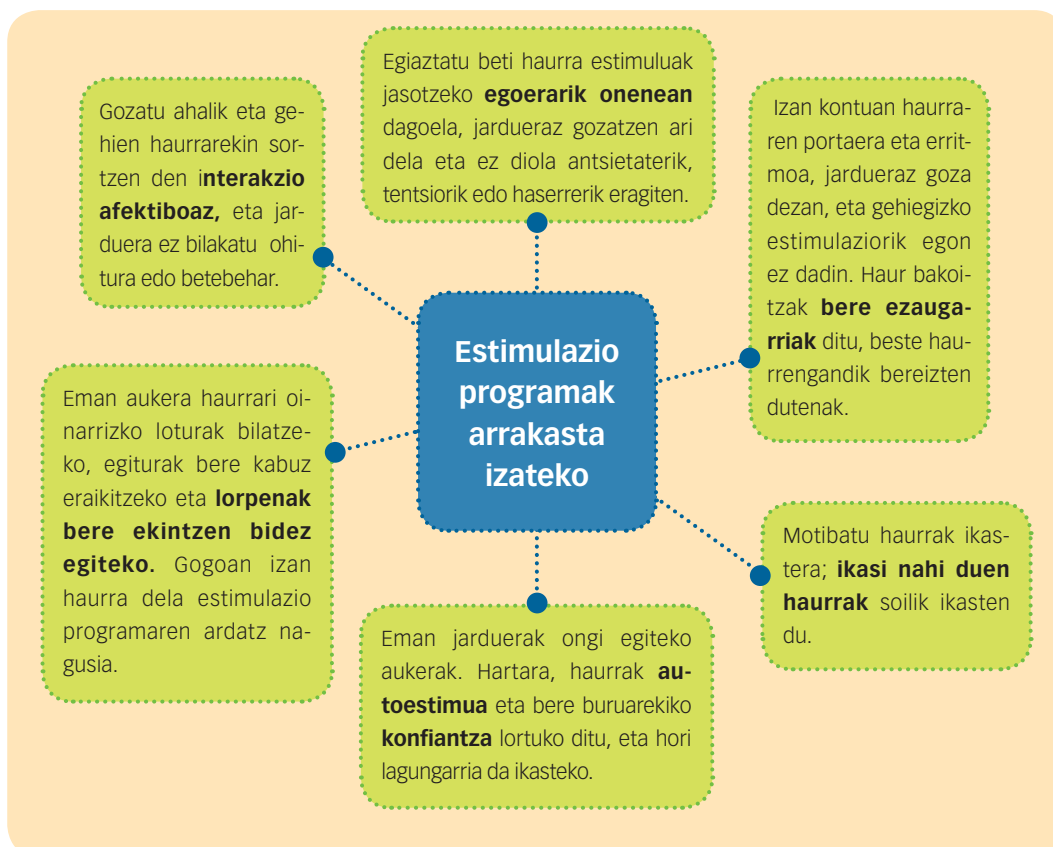 Gozatu ahalik eta ge-
hien haurrarekin sor-
tzen den interakzio
afektiboaz, eta jar-
duera ez bilakatu ohi-
tura edo betebehar.
Egiaztatu beti haurra estimuluak
jasotzeko egoerarik onenean
dagoela, jardueraz gozatzen ari
dela eta ez diola antsietaterik,
tentsiorik edo haserrerik eragiten.
Izan kontuan haurra-
ren portaera eta errit-
moa, jardueraz goza
dezan, eta gehiegizko
estimulaziorik egon
ez dadin. Haur bakoi-
tzak bere ezauga-
rriak ditu, beste hau-
rrengandik bereizten
dutenak.
Estimulazio
programak
arrakasta
izateko
Eman aukera haurrari oi-
narrizko loturak bilatze-
ko, egiturak bere kabuz
eraikitzeko eta lorpenak
bere ekintzen bidez
egiteko. Gogoan izan
haurra dela estimulazio
programaren ardatz na-
gusia.
Motibatu haurrak ikas-
tera; ikasi nahi duen
haurrak soilik ikasten
du.
Eman jarduerak ongi egiteko
aukerak. Hartara, haurrak au-
toestimua eta bere buruarekiko
konfiantza lortuko ditu, eta hori
lagungarria da ikasteko.